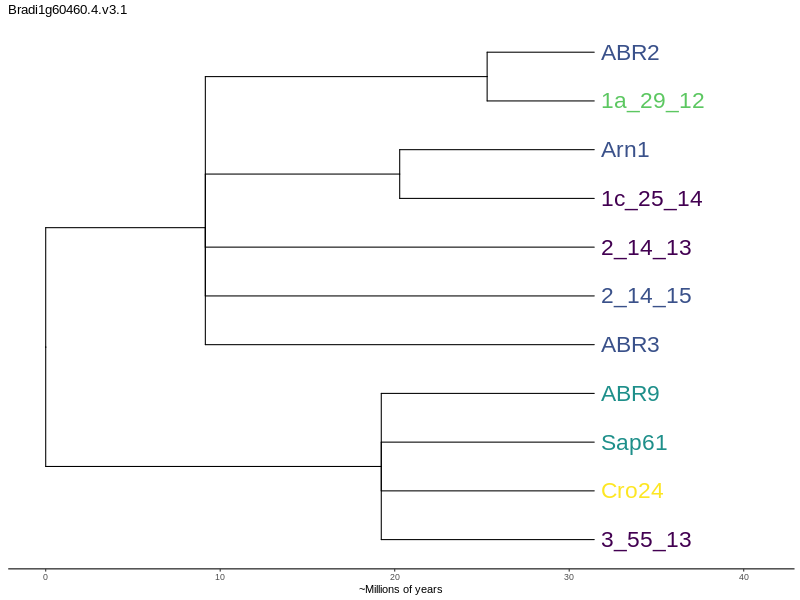 Bradi1g60460.4.v3.1
ABR2
1a_29_12
Arn1
1c_25_14
2_14_13
2_14_15
ABR3
ABR9
Sap61
Cro24
3_55_13
0 10 20 30 40
~Millions of years